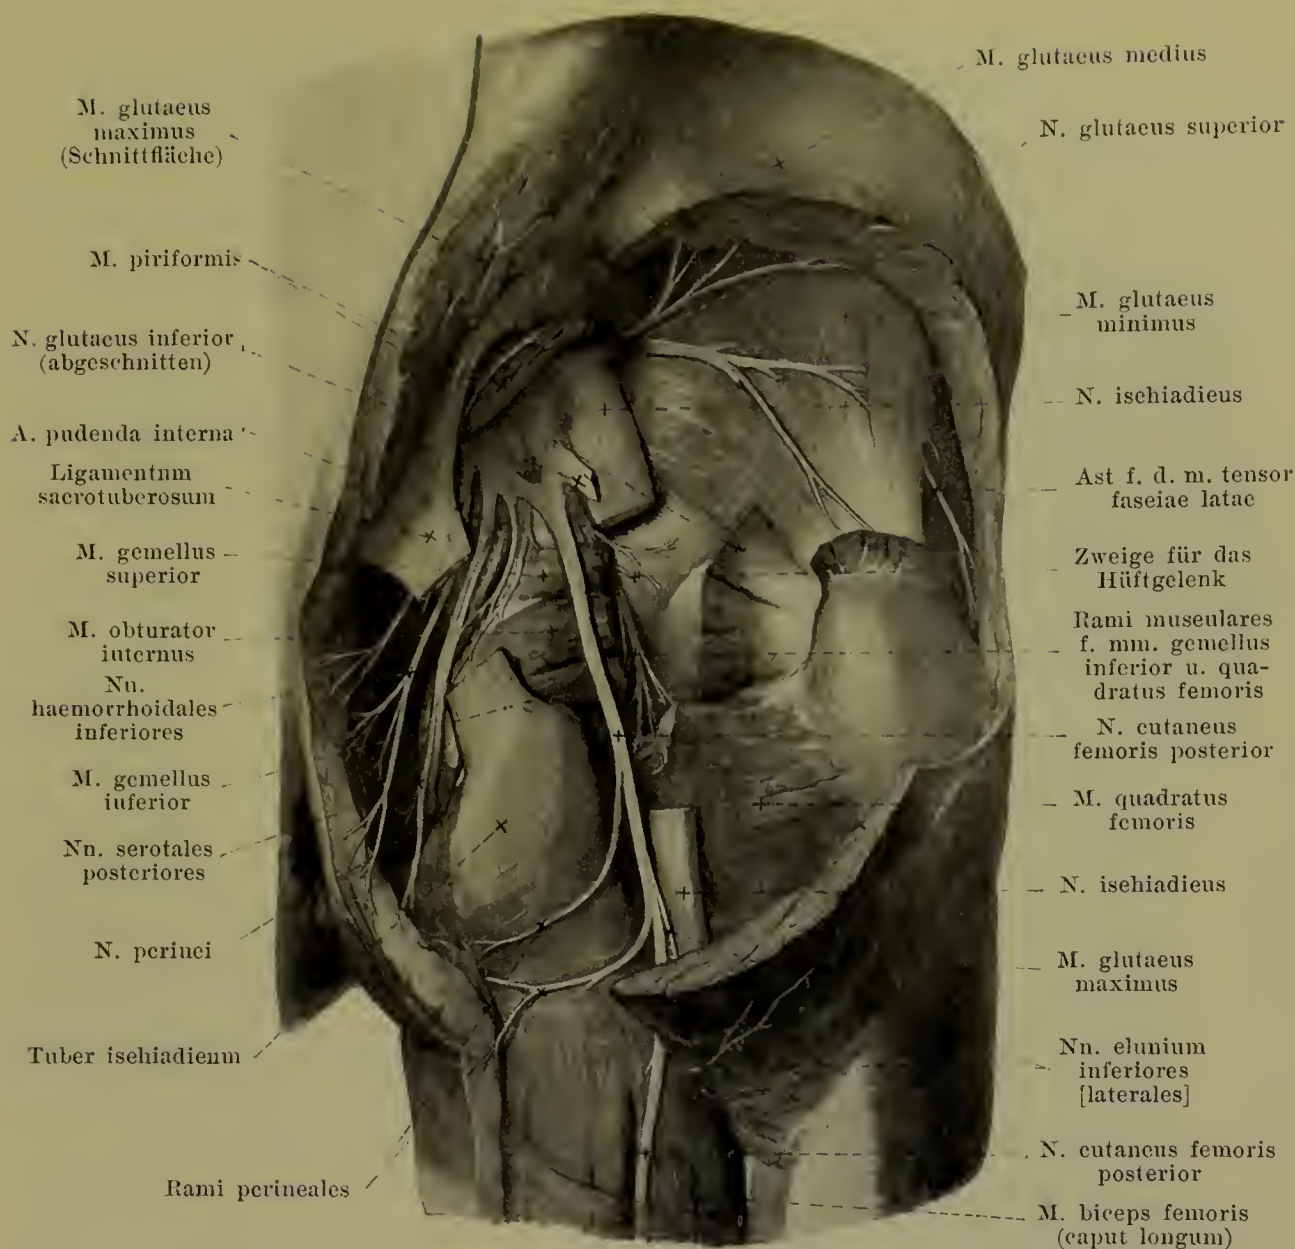 M. glutaeus
maximus
(Schnittfläche)
M. piriformis
N. glutaeus inferior
(abgeschnitten)
A. pudenda interna
Ligamentum
sacrotuberosum
M. gemellus
superior
M. obturator
internus
Nn.
haemorrhoidales
inferiores
M. gemellus
inferior
Nn. scrotales
posteriores
N. perinei
Tuber ischiadicum
Rami perineales
M. glutaeus medius
N. glutaeus superior
M. glutaeus
minimus
N. ischiadicus
Ast f. d. m. tensor
fasciae latae
Zweige für das
Hüftgelenk
Rami musculares
f. mm. gemellus
inferior u. qua-
dratus femoris
N. cutaneus
femoris posterior
M. quadratus
femoris
N. ischiadicus
M. glutaeus
maximus
Nn. clunium
inferiores
[laterales]
N. cutaneus femoris
posterior
M. biceps femoris
(caput longum)